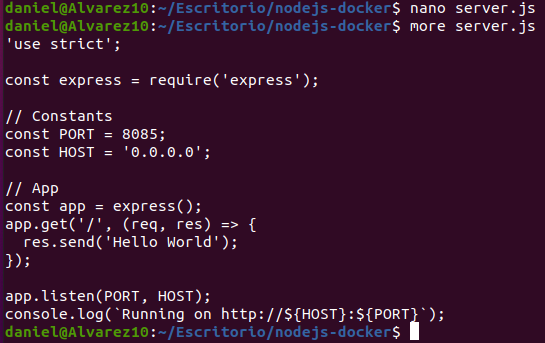 daniel@Alvarez10:~/Escritorio/nodejs-docker$ nano server.js
daniel@Alvarez10:~/Escritorio/nodejs-docker$ more server.js
'use strict';

const express = require('express');

// Constants
const PORT = 8085;
const HOST = '0.0.0.0';

// App
const app = express();
app.get('/', (req, res) => {
  res.send('Hello World');
});

app.listen(PORT, HOST);
console.log(`Running on http://${HOST}:${PORT}`);
daniel@Alvarez10:~/Escritorio/nodejs-docker$